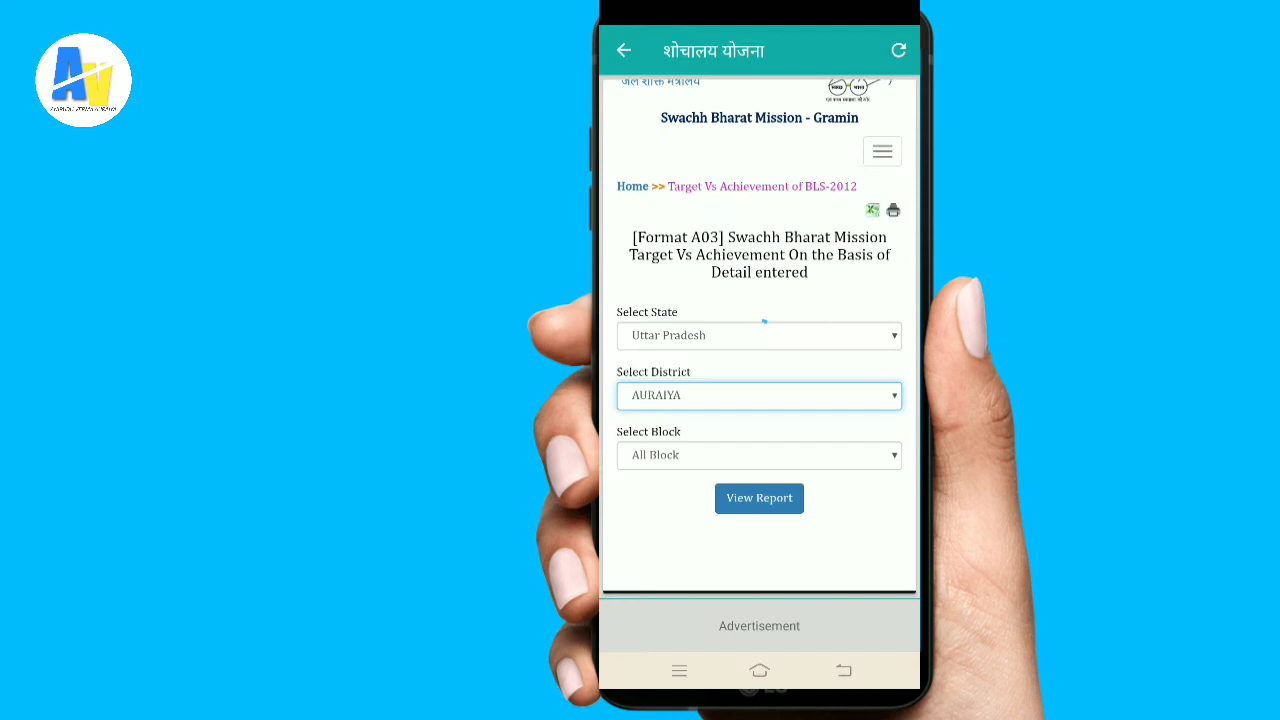 शोचालय योजना
जल शक्ति मंत्रालय
Swachh Bharat Mission - Gramin
Home >> Target Vs Achievement of BLS-2012
[Format A03] Swachh Bharat Mission
Target Vs Achievement On the Basis of
Detail entered
Select State
Uttar Pradesh
Select District
AURAIYA
Select Block
All Block
View Report
Advertisement
AV